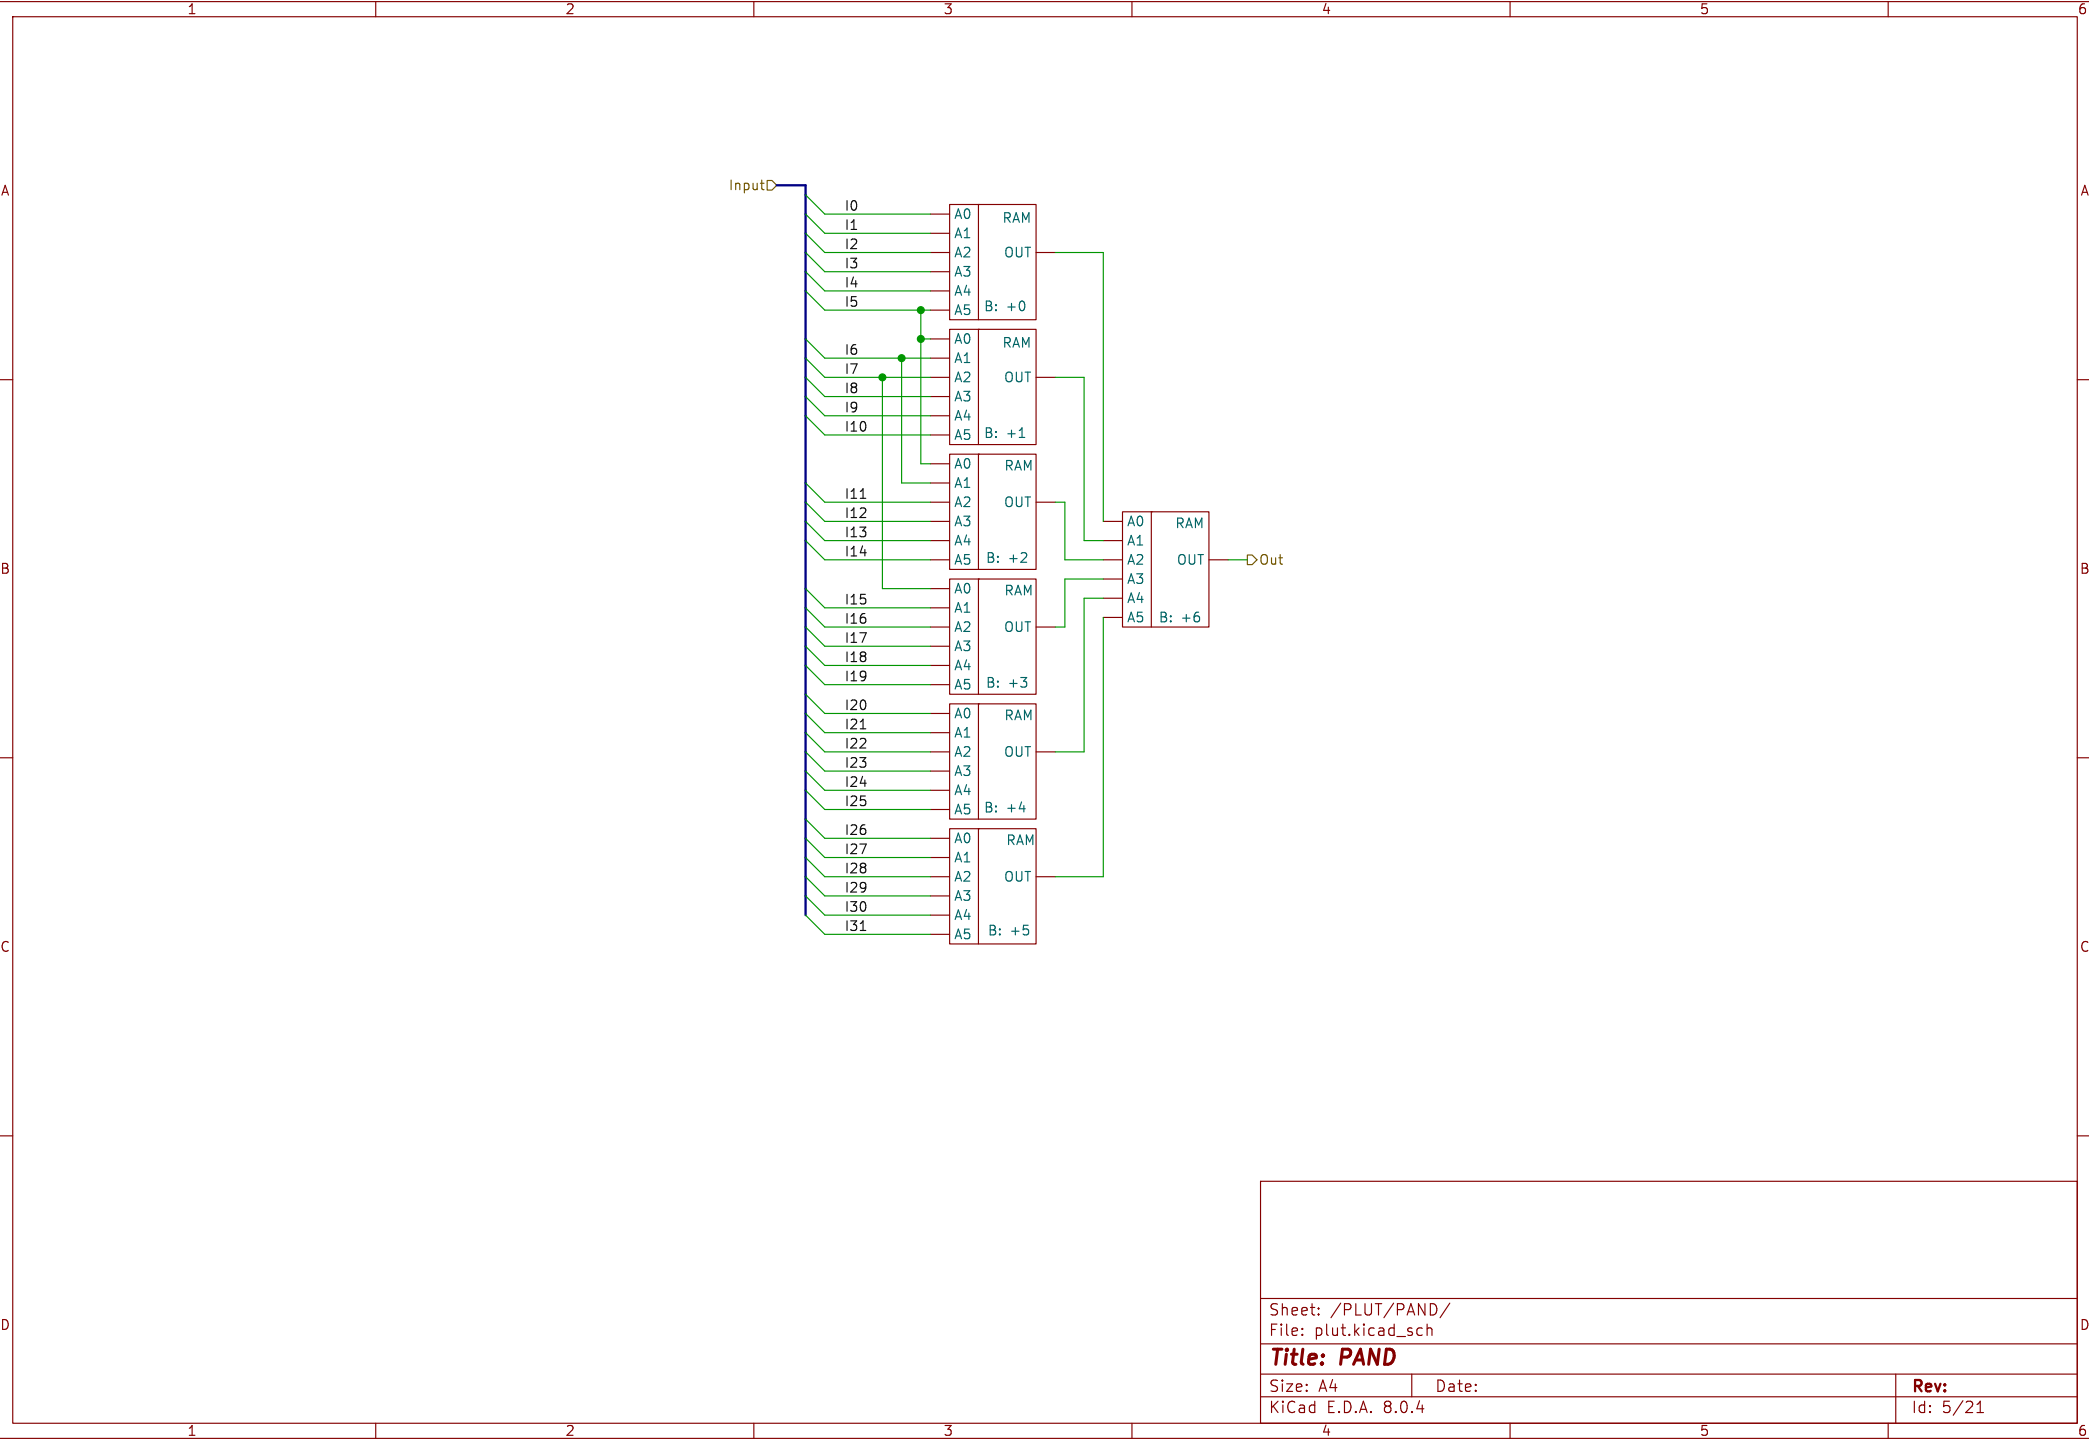 1 2 3 4 5 6
A A
Input
I0 A0 RAM
I1 A1
I2 A2 OUT
I3 A3
I4 A4
I5 A5 B: +0
A0 RAM
I6 A1
I7 A2 OUT
I8 A3
I9 A4
I10 A5 B: +1
A0 RAM
A1
I11 A2 OUT
I12 A3
I13 A4
I14 A5 B: +2
A0 RAM
A1
A2 OUT Out
A3
A4
A5 B: +6
B B
A0 RAM
I15 A1
I16 A2 OUT
I17 A3
I18 A4
I19 A5 B: +3
I20 A0 RAM
I21 A1
I22 A2 OUT
I23 A3
I24 A4
I25 A5 B: +4
I26 A0 RAM
I27 A1
I28 A2 OUT
I29 A3
I30 A4
I31 A5 B: +5
C C
D D
Sheet: /PLUT/PAND/
File: plut.kicad_sch
Title: PAND
Size: A4 Date: Rev:
KiCad E.D.A. 8.0.4 Id: 5/21
1 2 3 4 5 6